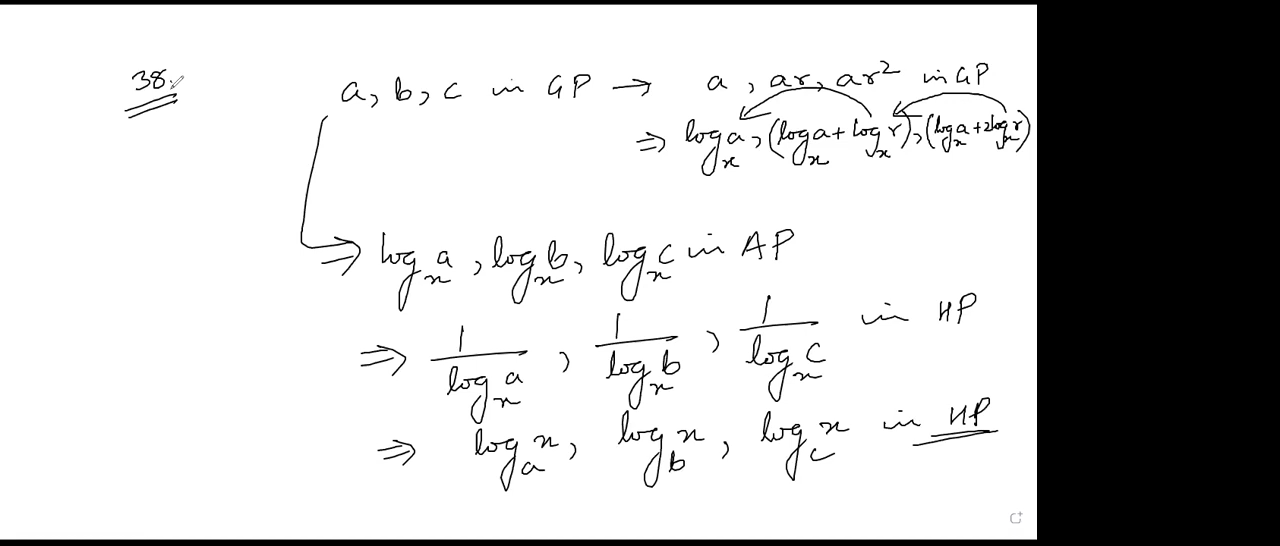 38.
a, b, c in GP → a, ar, ar² in GP
⇒ logₓa, (logₓa + logₓr), (logₓa + 2logₓr)
⇒ logₓa, logₓb, logₓc in AP
⇒ 1/logₓa, 1/logₓb, 1/logₓc in HP
⇒ log_a x, log_b x, log_c x in HP